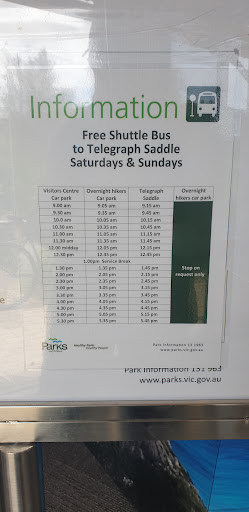 Information
Free Shuttle Bus
to Telegraph Saddle
Saturdays & Sundays
Visitors Centre Overnight hikers Telegraph Overnight
Car park Car park Saddle hikers car park
9.00 am 9.05 am 9.15 am
9.30 am 9.35 am 9.45 am
10.0 am 10.05 am 10.15 am
10.30 am 10.35 am 10.45 am
11.00 am 11.05 am 11.15 am
11.30 am 11.35 am 11.45 am
12.00 midday 12.05 pm 12.15 pm
12.30 pm 12.35 pm 12.45 pm
1.00pm Service Break
1.30 pm 1.35 pm 1.45 pm Stop on
2.00 pm 2.05 pm 2.15 pm request only
2.30 pm 2.35 pm 2.45 pm
3.00 pm 3.05 pm 3.15 pm
3.30 pm 3.35 pm 3.45 pm
4.00 pm 4.05 pm 4.15 pm
4.30 pm 4.35 pm 4.45 pm
5.00 pm 5.05 pm 5.15 pm
5.30 pm 5.35 pm 5.45 pm
Parks
Healthy Parks
Healthy People
Park Information 13 1963
www.parks.vic.gov.au
Park Information 131 963
www.parks.vic.gov.au